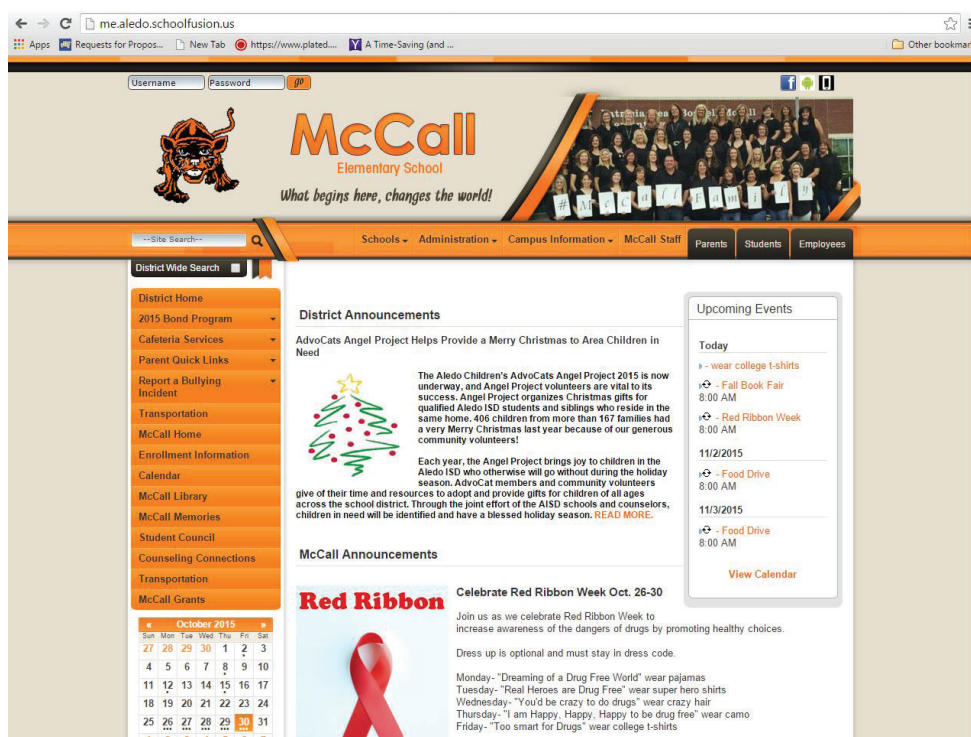 me.aledo.schoolfusion.us
Apps Requests for Propos... New Tab https://www.plated.... A Time-Saving (and ... Other bookmar
Username Password go
McCall
Elementary School
What begins here, changes the world!
#McCall Family
--Site Search--
Schools Administration Campus Information McCall Staff Parents Students Employees
District Wide Search
District Home
2015 Bond Program
Cafeteria Services
Parent Quick Links
Report a Bullying
Incident
Transportation
McCall Home
Enrollment Information
Calendar
McCall Library
McCall Memories
Student Council
Counseling Connections
Transportation
McCall Grants
« October 2015 »
Sun Mon Tue Wed Thu Fri Sat
27 28 29 30 1 2 3
4 5 6 7 8 9 10
11 12 13 14 15 16 17
18 19 20 21 22 23 24
25 26 27 28 29 30 31
District Announcements
AdvoCats Angel Project Helps Provide a Merry Christmas to Area Children in
Need
The Aledo Children's AdvoCats Angel Project 2015 is now
underway, and Angel Project volunteers are vital to its
success. Angel Project organizes Christmas gifts for
qualified Aledo ISD students and siblings who reside in the
same home. 406 children from more than 167 families had
a very Merry Christmas last year because of our generous
community volunteers!
Each year, the Angel Project brings joy to children in the
Aledo ISD who otherwise will go without during the holiday
season. AdvoCat members and community volunteers
give of their time and resources to adopt and provide gifts for children of all ages
across the school district. Through the joint effort of the AISD schools and counselors,
children in need will be identified and have a blessed holiday season. READ MORE.
McCall Announcements
Red Ribbon
Celebrate Red Ribbon Week Oct. 26-30
Join us as we celebrate Red Ribbon Week to
increase awareness of the dangers of drugs by promoting healthy choices.
Dress up is optional and must stay in dress code.
Monday- "Dreaming of a Drug Free World" wear pajamas
Tuesday- "Real Heroes are Drug Free" wear super hero shirts
Wednesday- "You'd be crazy to do drugs" wear crazy hair
Thursday- "I am Happy, Happy, Happy to be drug free" wear camo
Friday- "Too smart for Drugs" wear college t-shirts
Upcoming Events
Today
- wear college t-shirts
- Fall Book Fair
8:00 AM
- Red Ribbon Week
8:00 AM
11/2/2015
- Food Drive
8:00 AM
11/3/2015
- Food Drive
8:00 AM
View Calendar